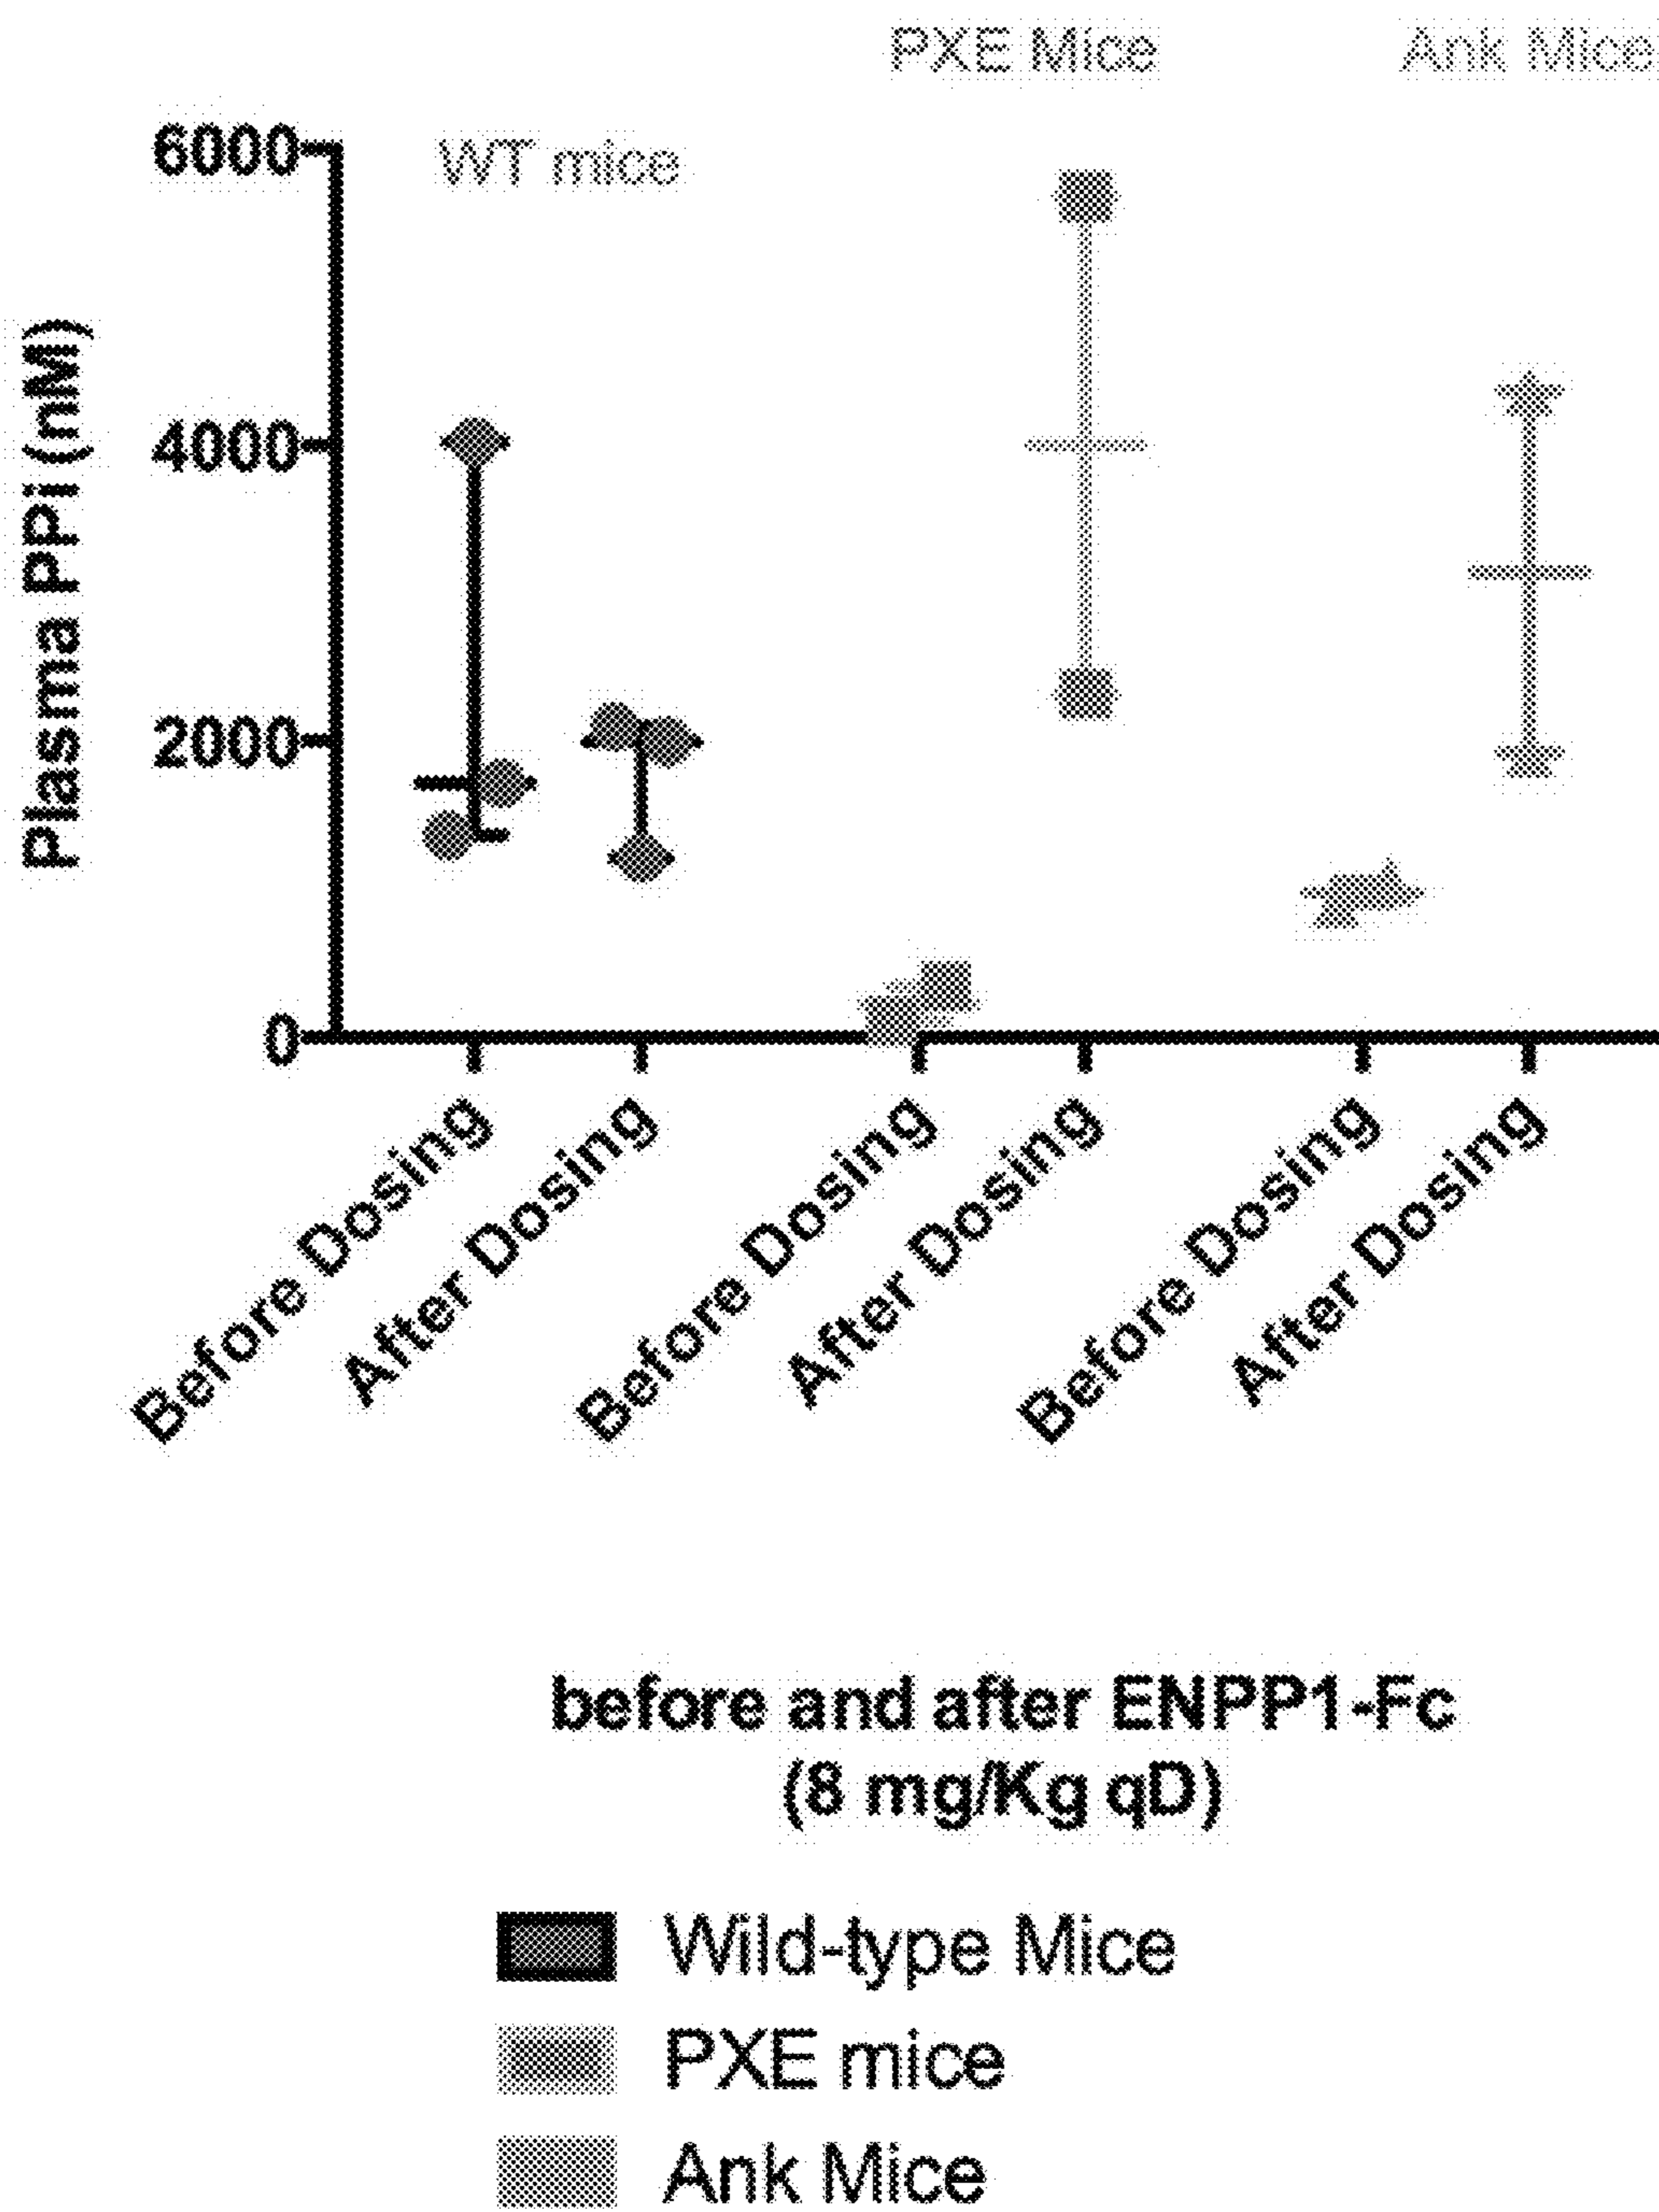 PXE Mice
Ank Mice
WT mice
Plasma PPi (nM)
6000
4000
2000
0
Before Dosing
After Dosing
Before Dosing
After Dosing
Before Dosing
After Dosing
before and after ENPP1-Fc
(8 mg/Kg qD)
Wild-type Mice
PXE mice
Ank Mice